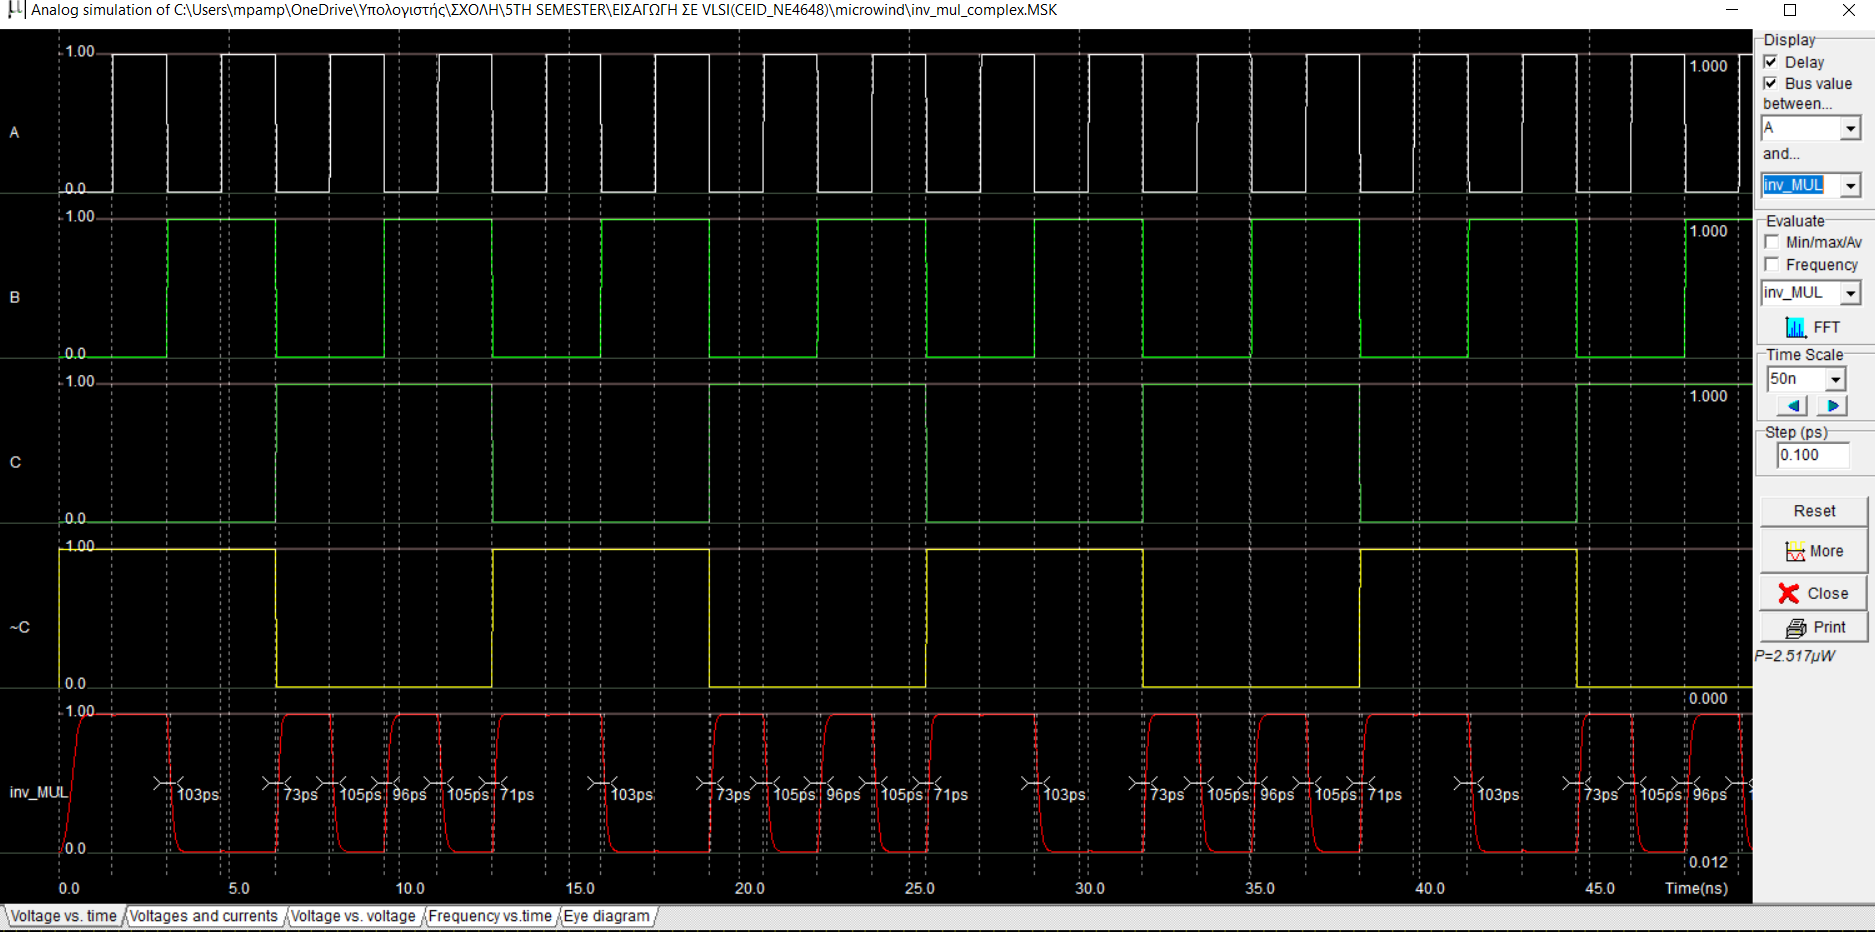 Analog simulation of C:\Users\mpamp\OneDrive\Υπολογιστής\ΣΧΟΛΗ\5TH SEMESTER\ΕΙΣΑΓΩΓΗ ΣΕ VLSI(CEID_NE4648)\microwind\inv_mul_complex.MSK
1.00
1.000
A
0.0
1.00
1.000
B
0.0
1.00
1.000
C
0.0
1.00
~C
0.0
0.000
1.00
inv_MUL
103ps 73ps 105ps 96ps 105ps 71ps 103ps 73ps 105ps 96ps 105ps 71ps 103ps 73ps 105ps 96ps 105ps 71ps 103ps 73ps 105ps 96ps
0.0
0.012
0.0 5.0 10.0 15.0 20.0 25.0 30.0 35.0 40.0 45.0 Time(ns)
Voltage vs. time Voltages and currents Voltage vs. voltage Frequency vs.time Eye diagram
Display
Delay
Bus value
between...
A
and...
inv_MUL
Evaluate
Min/max/Av
Frequency
inv_MUL
FFT
Time Scale
50n
Step (ps)
0.100
Reset
More
Close
Print
P=2.517µW